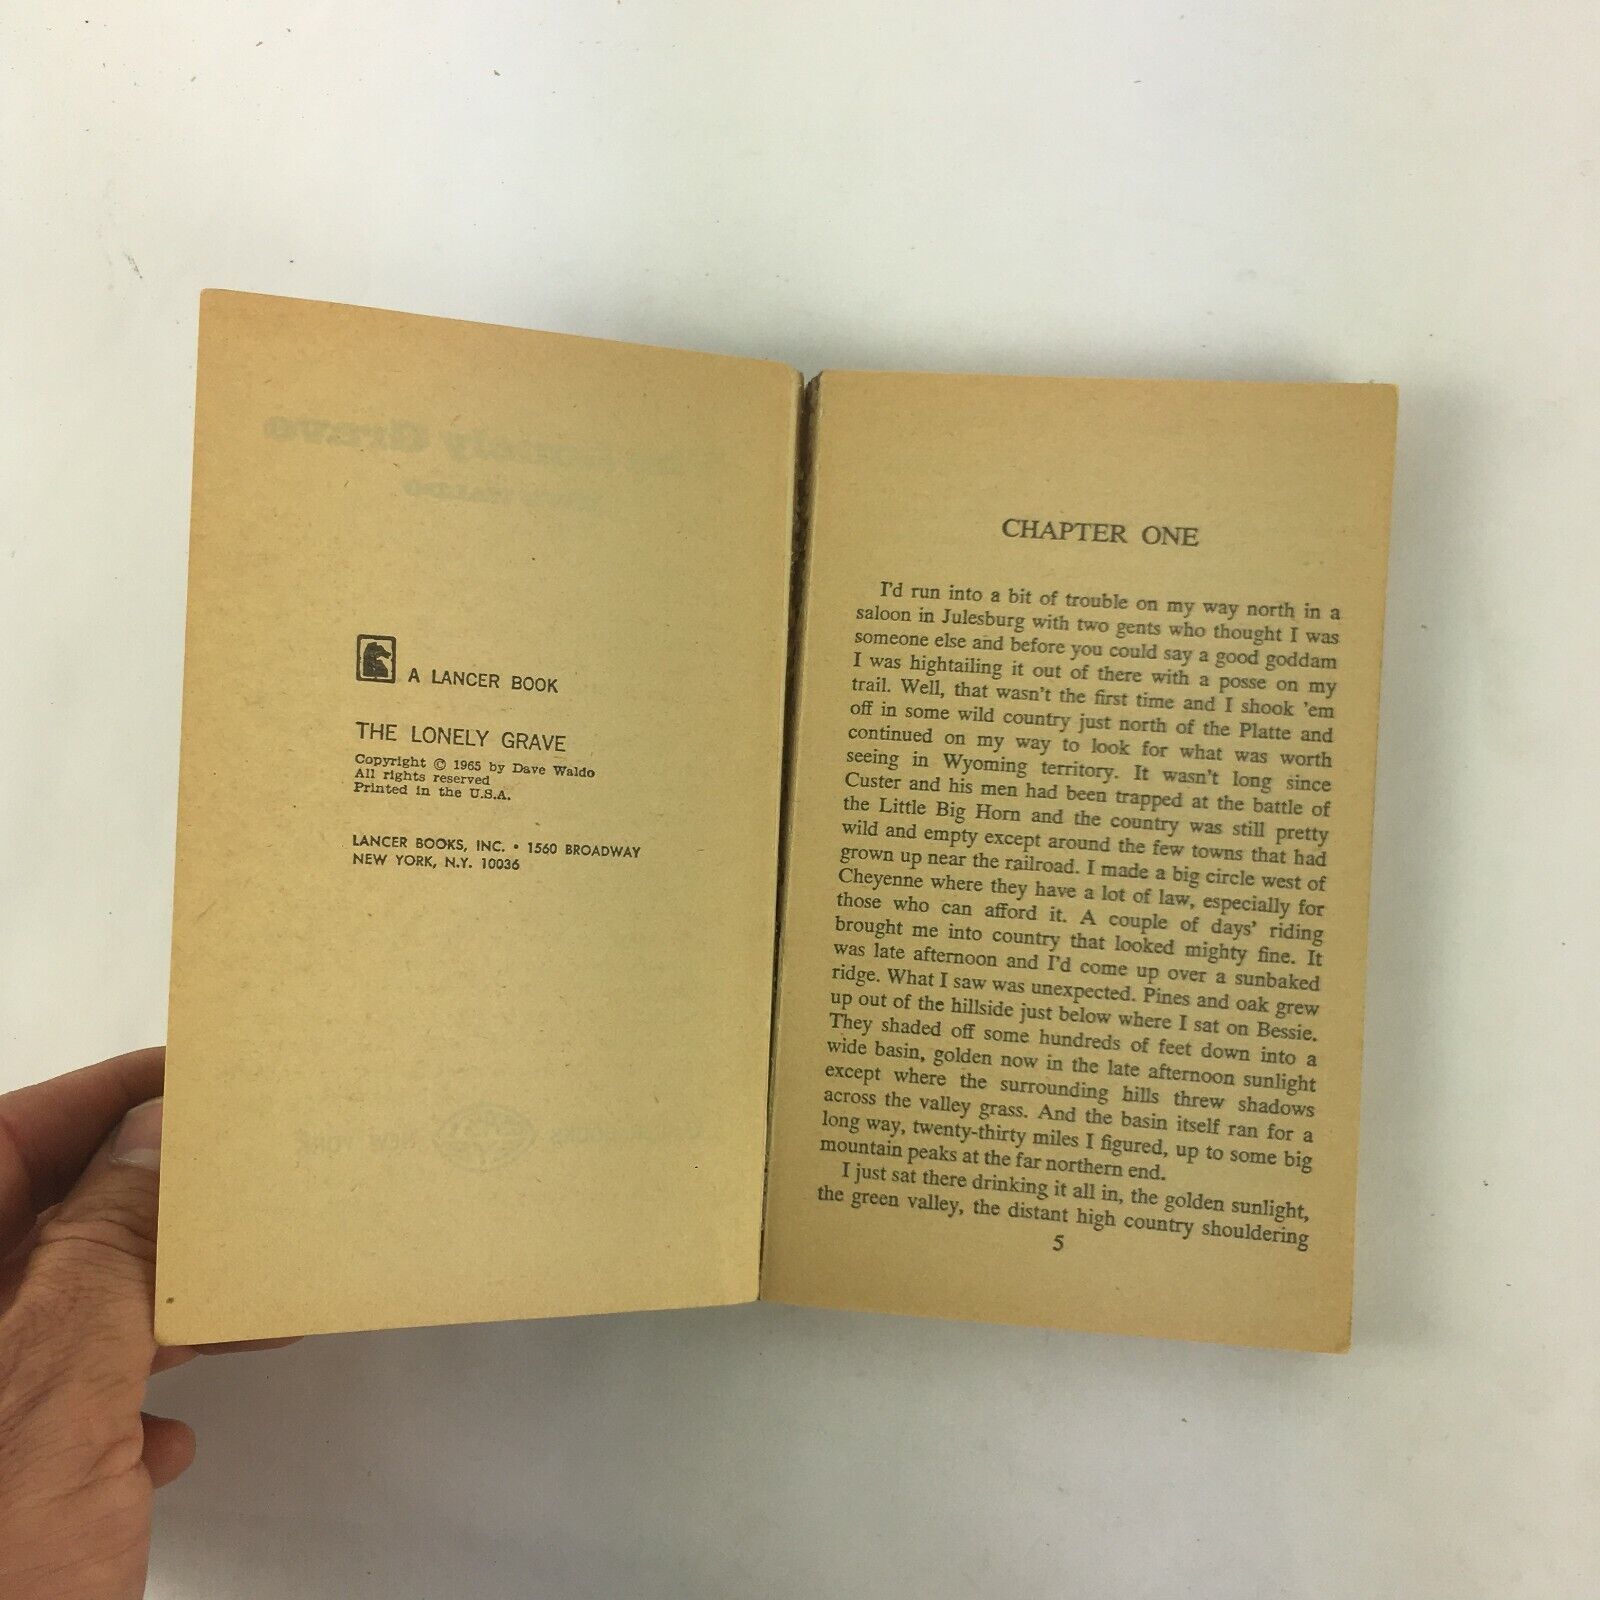 A LANCER BOOK
THE LONELY GRAVE
Copyright © 1965 by Dave Waldo
All rights reserved
Printed in the U.S.A.
LANCER BOOKS, INC. • 1560 BROADWAY
NEW YORK, N.Y. 10036
CHAPTER ONE
I'd run into a bit of trouble on my way north in a
saloon in Julesburg with two gents who thought I was
someone else and before you could say a good goddam
I was hightailing it out of there with a posse on my
trail. Well, that wasn't the first time and I shook 'em
off in some wild country just north of the Platte and
continued on my way to look for what was worth
seeing in Wyoming territory. It wasn't long since
Custer and his men had been trapped at the battle of
the Little Big Horn and the country was still pretty
wild and empty except around the few towns that had
grown up near the railroad. I made a big circle west of
Cheyenne where they have a lot of law, especially for
those who can afford it. A couple of days' riding
brought me into country that looked mighty fine. It
was late afternoon and I'd come up over a sunbaked
ridge. What I saw was unexpected. Pines and oak grew
up out of the hillside just below where I sat on Bessie.
They shaded off some hundreds of feet down into a
wide basin, golden now in the late afternoon sunlight
except where the surrounding hills threw shadows
across the valley grass. And the basin itself ran for a
long way, twenty-thirty miles I figured, up to some big
mountain peaks at the far northern end.
I just sat there drinking it all in, the golden sunlight,
the green valley, the distant high country shouldering
5